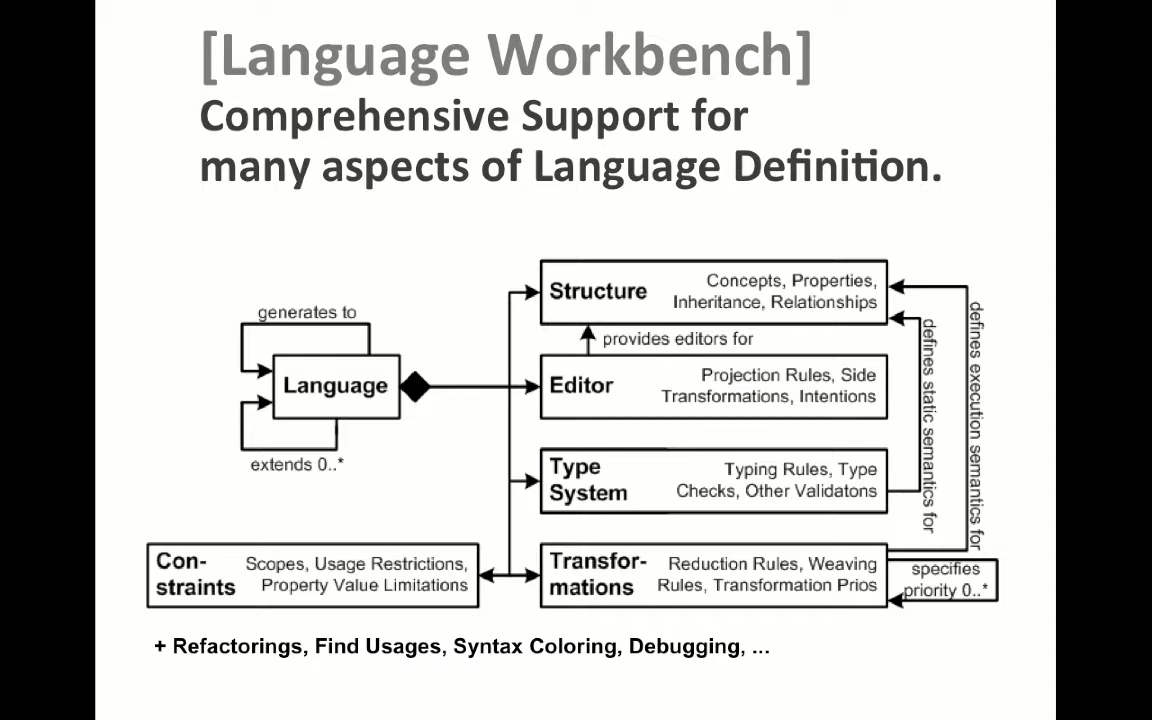 [Language Workbench]
Comprehensive Support for
many aspects of Language Definition.
generates to
Language
extends 0..*
Structure
Concepts, Properties,
Inheritance, Relationships
provides editors for
Editor
Projection Rules, Side
Transformations, Intentions
Type
System
Typing Rules, Type
Checks, Other Validatons
Con-
straints
Scopes, Usage Restrictions,
Property Value Limitations
Transfor-
mations
Reduction Rules, Weaving
Rules, Transformation Prios
defines static semantics for
defines execution semantics for
specifies
priority 0..*
+ Refactorings, Find Usages, Syntax Coloring, Debugging, ...